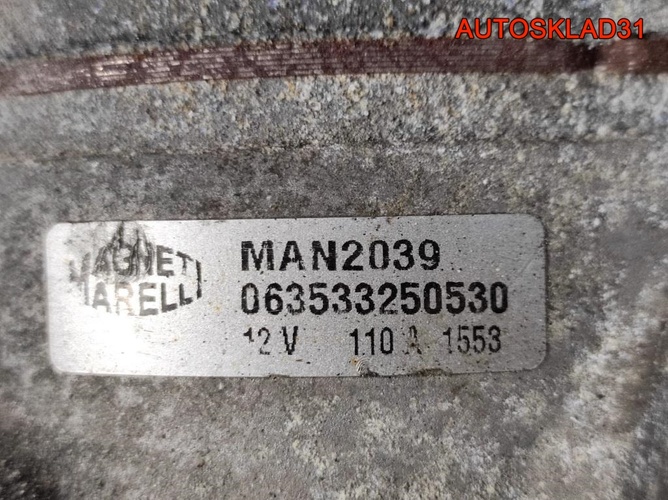 AUTOSKLAD31
MAGNETI
MARELLI
MAN2039
063533250530
12 V 110 A 1553